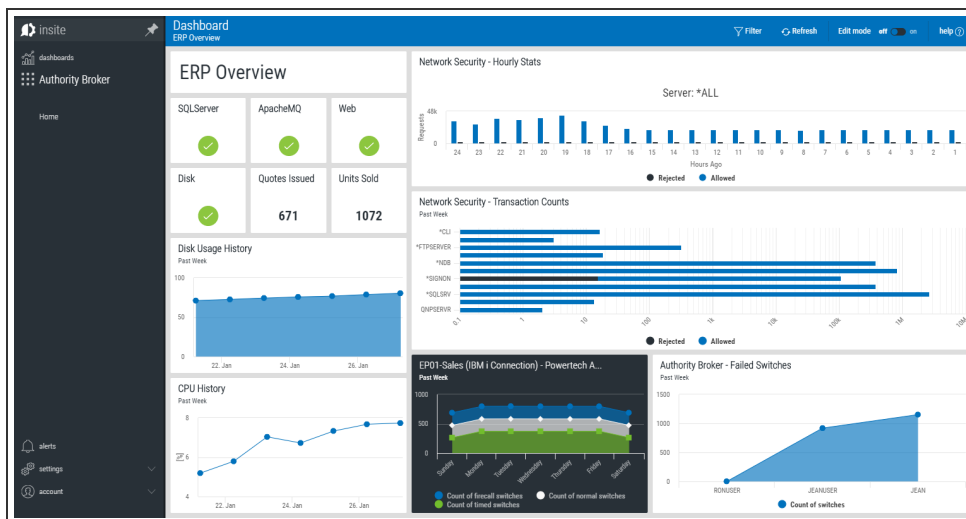 insite
dashboards
Authority Broker
Home
alerts
settings
account
Dashboard
ERP Overview
Filter
Refresh
Edit mode off on
help ?
ERP Overview
SQLServer
ApacheMQ
Web
Disk
Quotes Issued
671
Units Sold
1072
Disk Usage History
Past Week
100
50
0
22. Jan 24. Jan 26. Jan
CPU History
Past Week
8
6
4
[%]
22. Jan 24. Jan 26. Jan
Network Security - Hourly Stats
Server: *ALL
48k
0
Requests
24 23 22 21 20 19 18 17 16 15 14 13 12 11 10 9 8 7 6 5 4 3 2 1
Hours Ago
Rejected Allowed
Network Security - Transaction Counts
Past Week
*CLI
*FTPSERVER
*NDB
*SIGNON
*SQLSRV
QNPSERVR
0.1 1 10 100 1k 10k 100k 1M 10M
Rejected Allowed
EP01-Sales (IBM i Connection) - Powertech A...
Past Week
1000
500
0
Sunday Monday Tuesday Wednesday Thursday Friday Saturday
Count of firecall switches Count of normal switches
Count of timed switches
Authority Broker - Failed Switches
Past Week
1500
1000
500
0
RONUSER JEANUSER JEAN
Count of switches